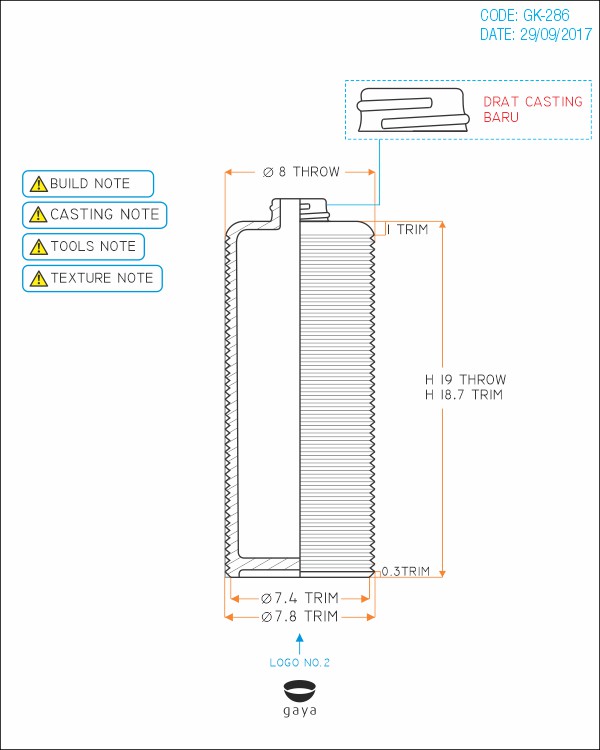 CODE: GK-286
DATE: 29/09/2017
DRAT CASTING
BARU
Ø 8 THROW
BUILD NOTE
CASTING NOTE
TOOLS NOTE
TEXTURE NOTE
1 TRIM
H 19 THROW
H 18.7 TRIM
0.3TRIM
Ø7.4 TRIM
Ø7.8 TRIM
LOGO NO.2
gaya